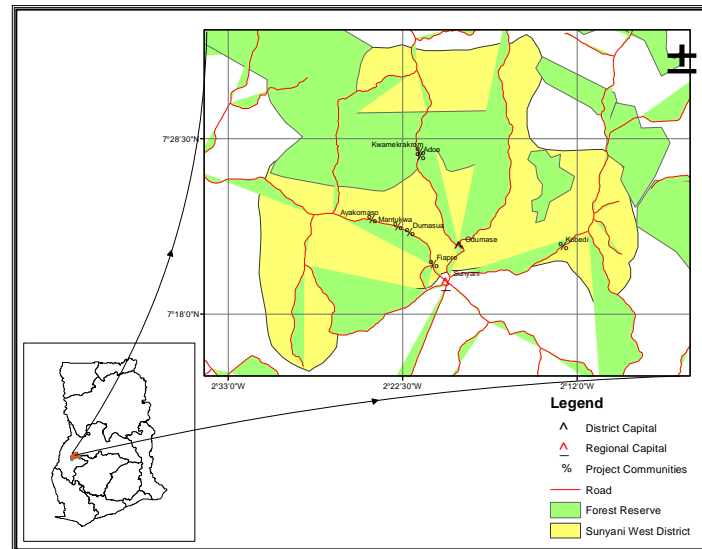 Kwamekrakrom
Adoe
7°28'30"N
Ayakomaso
Mantukwa
Dumasua
Odumase
Kobedi
Fiapre
Sunyani
7°18'0"N
2°33'0"W
2°22'30"W
2°12'0"W
Legend
District Capital
Regional Capital
Project Communities
Road
Forest Reserve
Sunyani West District